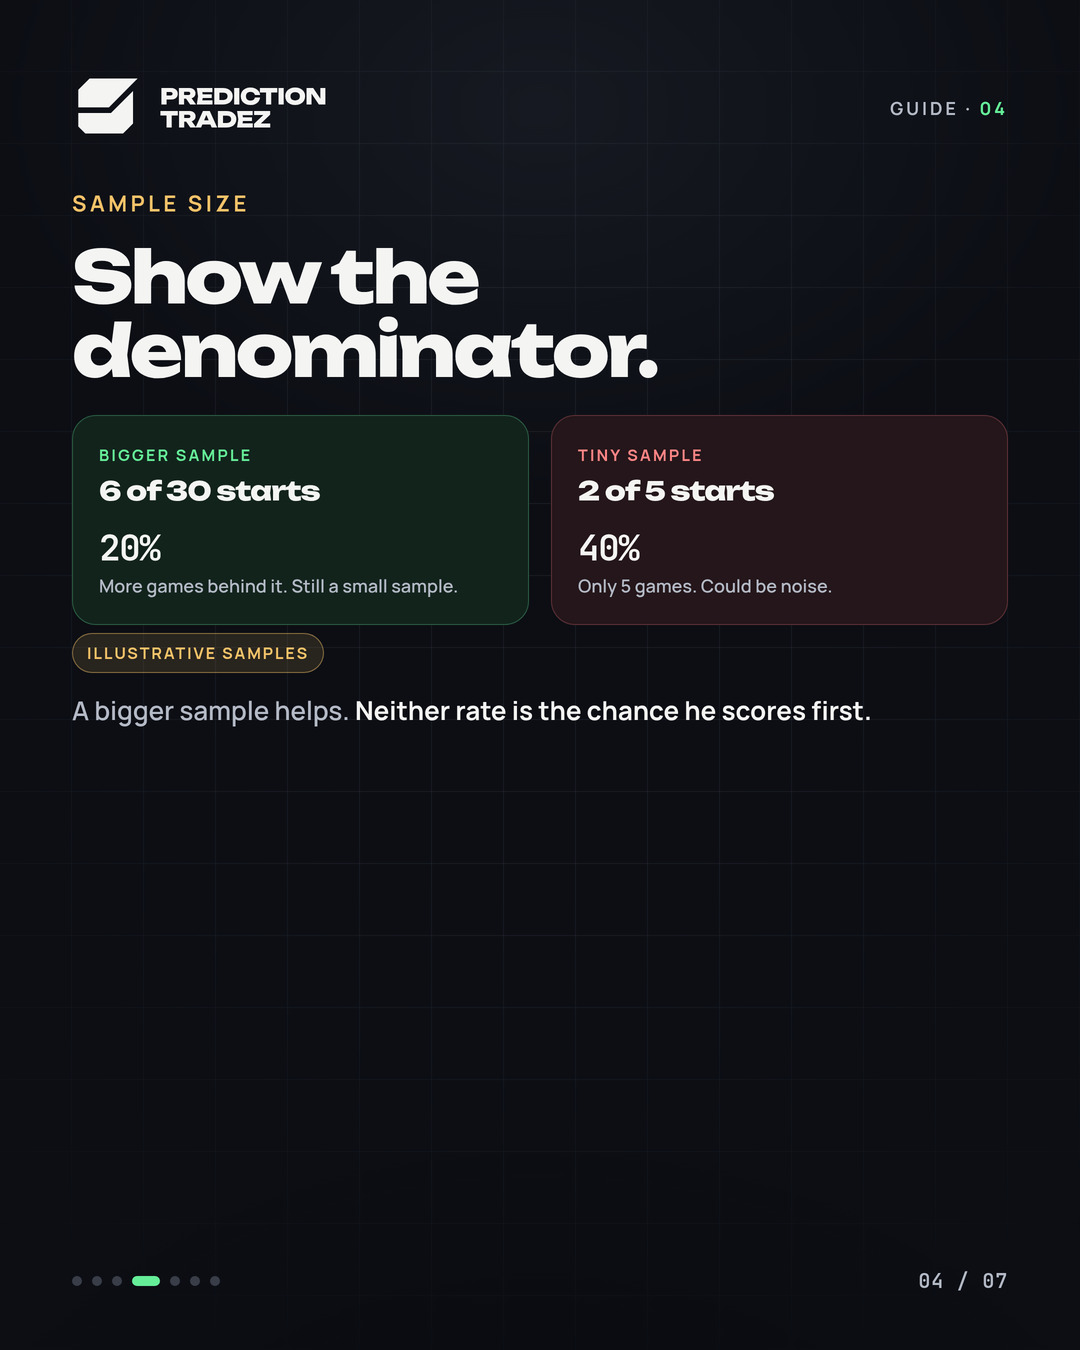 PREDICTION
TRADEZ
GUIDE · 04
SAMPLE SIZE
Show the
denominator.
BIGGER SAMPLE
6 of 30 starts
20%
More games behind it. Still a small sample.
TINY SAMPLE
2 of 5 starts
40%
Only 5 games. Could be noise.
ILLUSTRATIVE SAMPLES
A bigger sample helps. Neither rate is the chance he scores first.
04 / 07